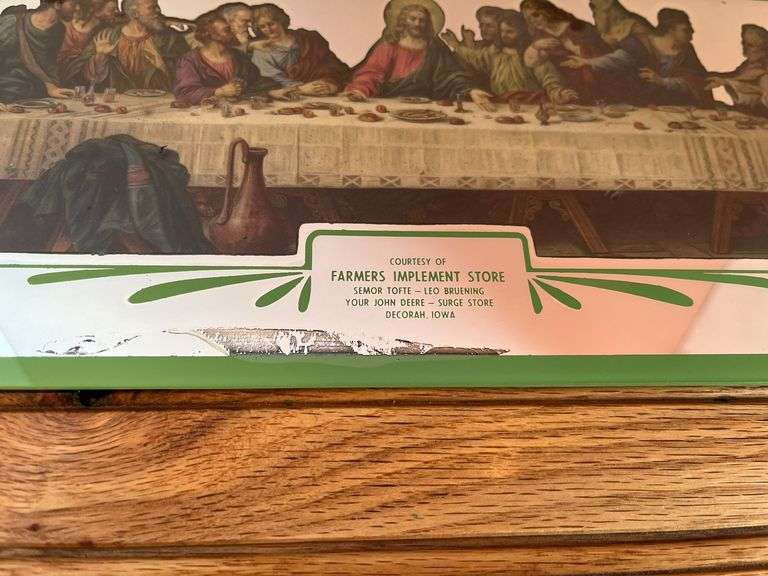 COURTESY OF
FARMERS IMPLEMENT STORE
SEMOR TOFTE – LEO BRUENING
YOUR JOHN DEERE – SURGE STORE
DECORAH, IOWA